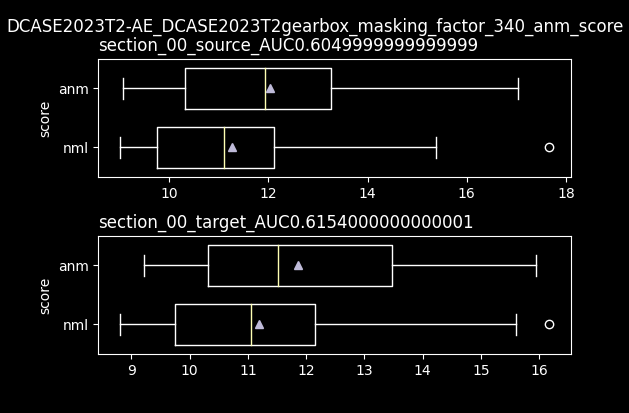 DCASE2023T2-AE_DCASE2023T2gearbox_masking_factor_340_anm_score
section_00_source_AUC0.6049999999999999
anm
nml
score
10 12 14 16 18
section_00_target_AUC0.6154000000000001
anm
nml
score
9 10 11 12 13 14 15 16